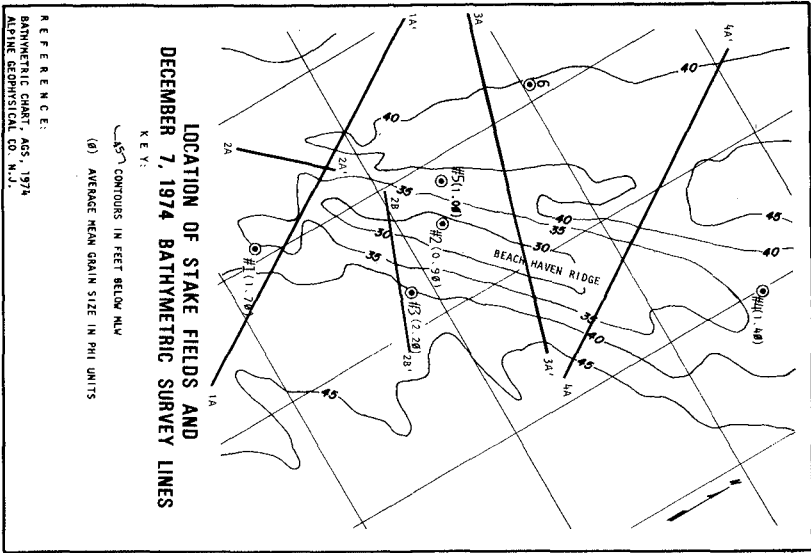 LOCATION OF STAKE FIELDS AND
DECEMBER 7, 1974 BATHYMETRIC SURVEY LINES
KEY:
45 CONTOURS IN FEET BELOW MLW
(Ø) AVERAGE MEAN GRAIN SIZE IN PHI UNITS
REFERENCE:
BATHYMETRIC CHART, AGS, 1974
ALPINE GEOPHYSICAL CO. N.J.
1A'
3A
4A'
40
6
40
2A
2A'
#5(1.0Ø)
35
2B
45
40
35
40
30
30
#2(0.9Ø)
BEACH HAVEN RIDGE
35
#1(1.7Ø)
#3(2.2Ø)
#4(1.4Ø)
35
40
45
2B'
3A'
4A
1A
45
N